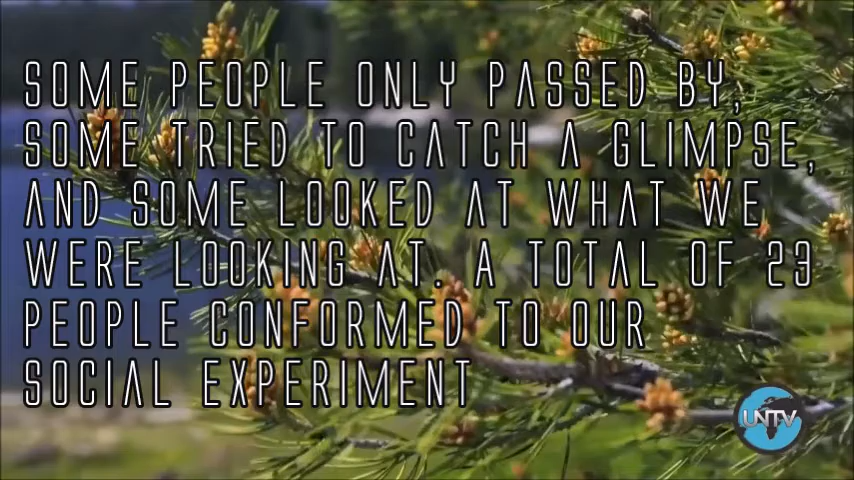 SOME PEOPLE ONLY PASSED BY,
SOME TRIED TO CATCH A GLIMPSE,
AND SOME LOOKED AT WHAT WE
WERE LOOKING AT. A TOTAL OF 23
PEOPLE CONFORMED TO OUR
SOCIAL EXPERIMENT
UNTV